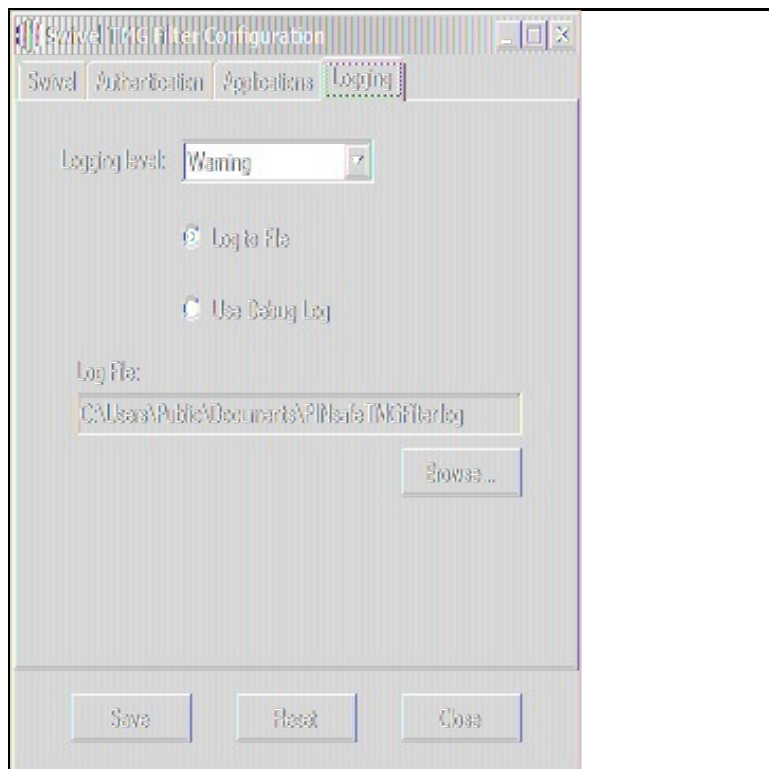 Swivel TMG Filter Configuration
Swivel Authentication Applications Logging
Logging level: Warning
Log to File
Use Debug Log
Log File:
C:\Users\Public\Documents\PINsafeTMGFilter.log
Browse...
Save Reset Close